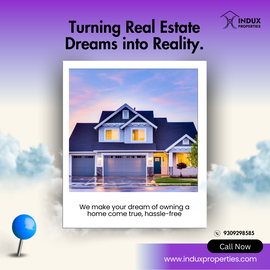 INDUX
PROPERTIES
Turning Real Estate
Dreams into Reality.
We make your dream of owning a
home come true, hassle-free
9309298585
Call Now
www.induxproperties.com